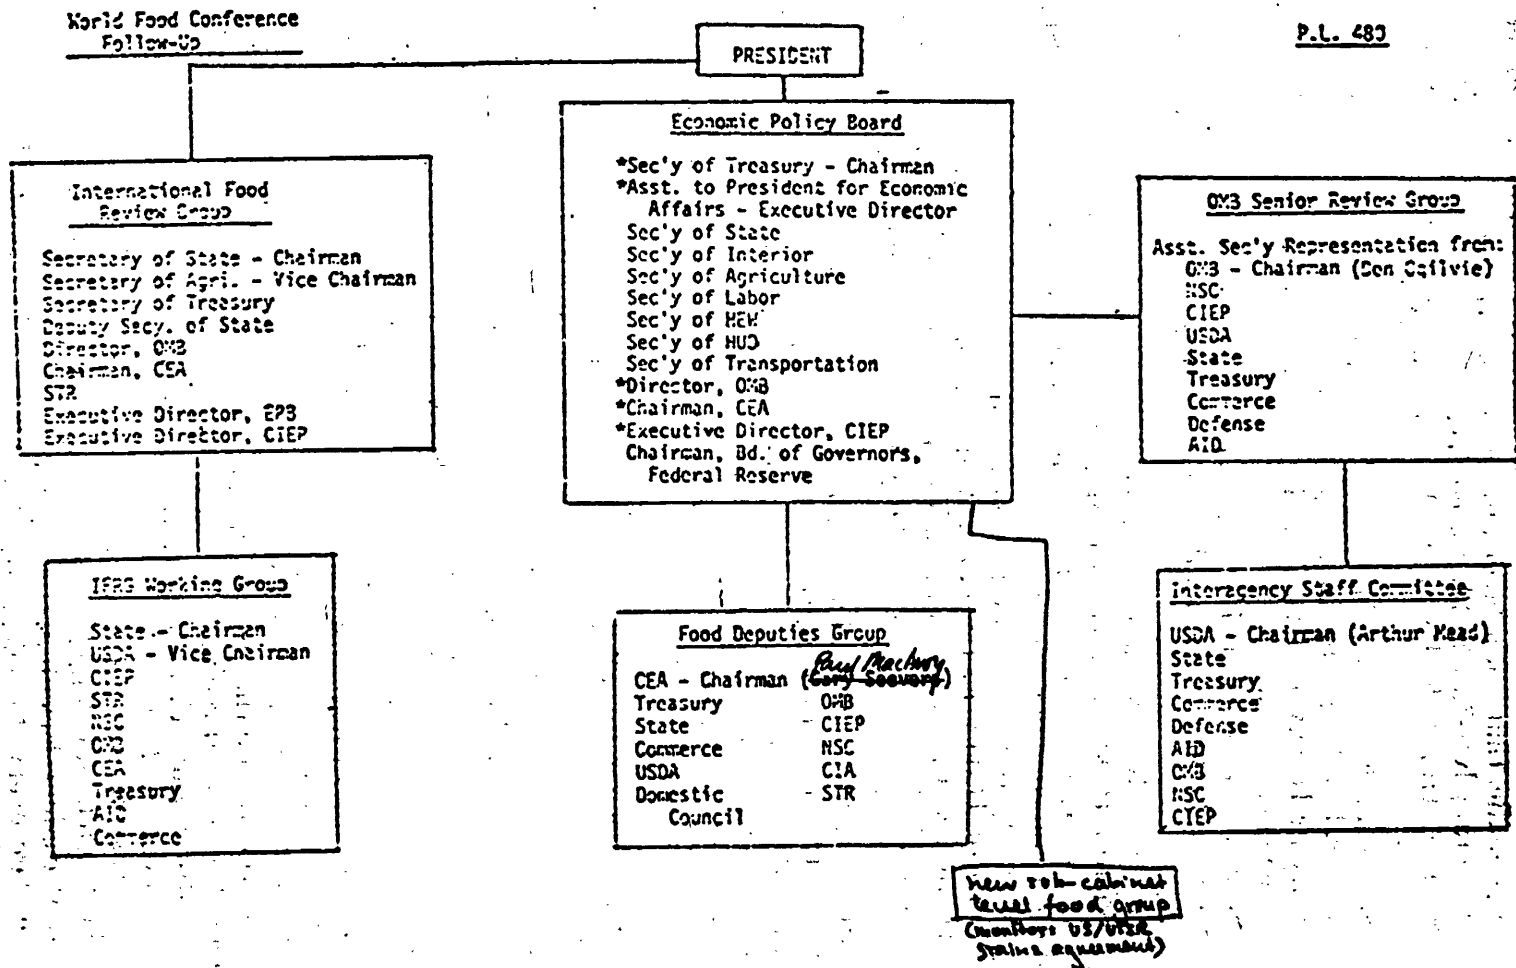 World Food Conference
Follow-Up
P.L. 480
PRESIDENT
Economic Policy Board
*Sec'y of Treasury - Chairman
*Asst. to President for Economic
Affairs - Executive Director
Sec'y of State
Sec'y of Interior
Sec'y of Agriculture
Sec'y of Labor
Sec'y of HEW
Sec'y of HUD
Sec'y of Transportation
*Director, OMB
*Chairman, CEA
*Executive Director, CIEP
Chairman, Bd. of Governors,
Federal Reserve
International Food
Review Group
Secretary of State - Chairman
Secretary of Agri. - Vice Chairman
Secretary of Treasury
Deputy Secy. of State
Director, OMB
Chairman, CEA
STR
Executive Director, EPB
Executive Director, CIEP
OMB Senior Review Group
Asst. Sec'y Representation from:
OMB - Chairman (Don Ogilvie)
NSC
CIEP
USDA
State
Treasury
Commerce
Defense
AID
IFRG Working Group
State - Chairman
USDA - Vice Chairman
CIEP
STR
NSC
OMB
CEA
Treasury
AID
Commerce
Food Deputies Group
Paul
CEA - Chairman (Gary Seevers)
Treasury OMB
State CIEP
Commerce NSC
USDA CIA
Domestic STR
Council
Interagency Staff Committee
USDA - Chairman (Arthur Mead)
State
Treasury
Commerce
Defense
AID
OMB
NSC
CIEP
new sub-cabinet
level food group
(monitors US/USSR
grains agreement)